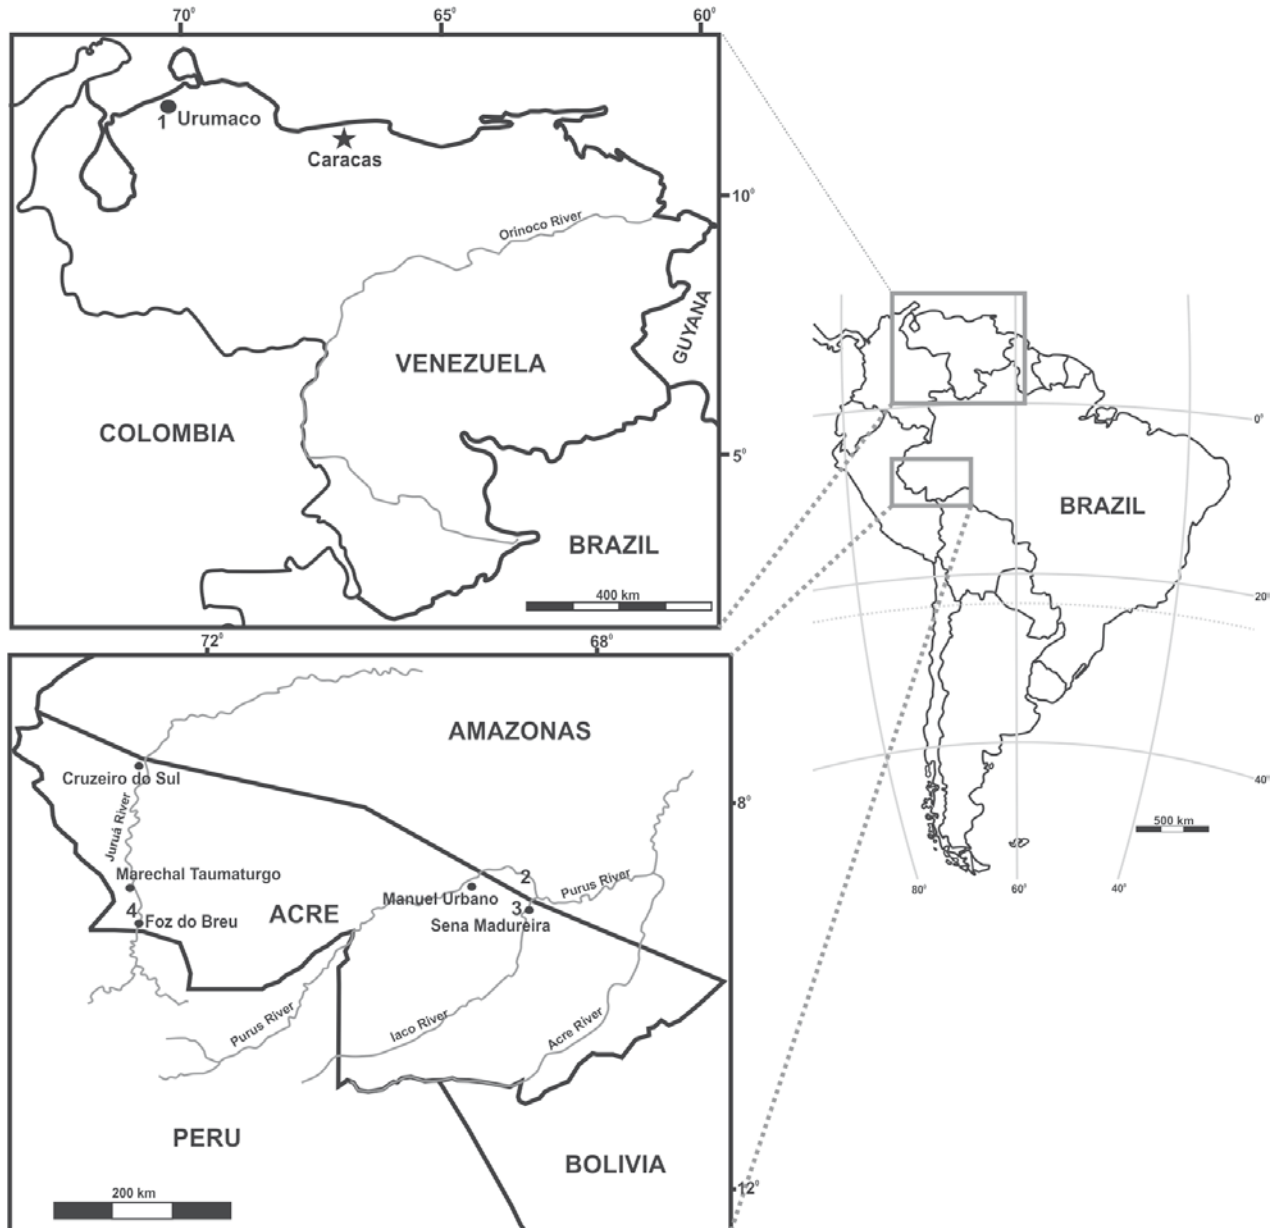 70°
65°
60°
1
Urumaco
Caracas
10°
Orinoco River
GUYANA
VENEZUELA
COLOMBIA
5°
BRAZIL
400 km
72°
68°
AMAZONAS
Cruzeiro do Sul
8°
Juruá River
Marechal Taumaturgo
2
Purus River
Manuel Urbano
4
ACRE
3
Foz do Breu
Sena Madureira
Purus River
Iaco River
Acre River
PERU
BOLIVIA
12°
200 km
0°
BRAZIL
20°
40°
500 km
80°
60°
40°